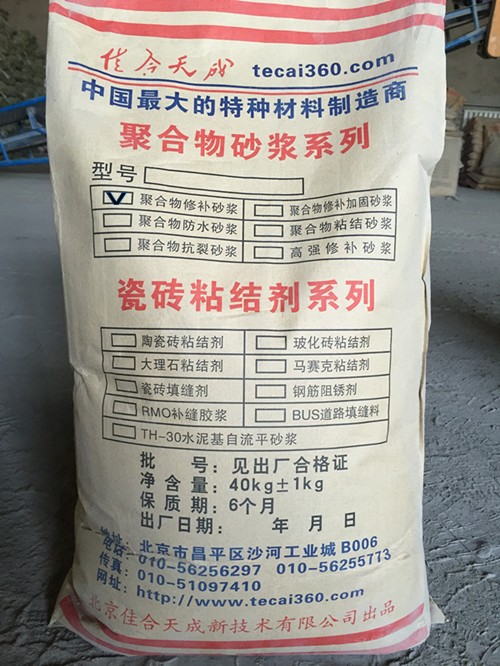 佳合天成 tecai360.com
中国最大的特种材料制造商
聚合物砂浆系列
型号
聚合物修补砂浆 聚合物修补加固砂浆
聚合物防水砂浆 聚合物粘结砂浆
聚合物抗裂砂浆 高强修补砂浆
瓷砖粘结剂系列
陶瓷砖粘结剂 玻化砖粘结剂
大理石粘结剂 马赛克粘结剂
瓷砖填缝剂 钢筋阻锈剂
RMO补缝胶浆 BUS道路填缝料
TH-30水泥基自流平砂浆
批号:见出厂合格证
净含量:40kg±1kg
保质期:6个月
出厂日期: 年 月 日
地址:北京市昌平区沙河工业城B006
电话:010-56256297 010-56255773
传真:010-51097410
网址:http://www.tecai360.com
北京佳合天成新技术有限公司出品